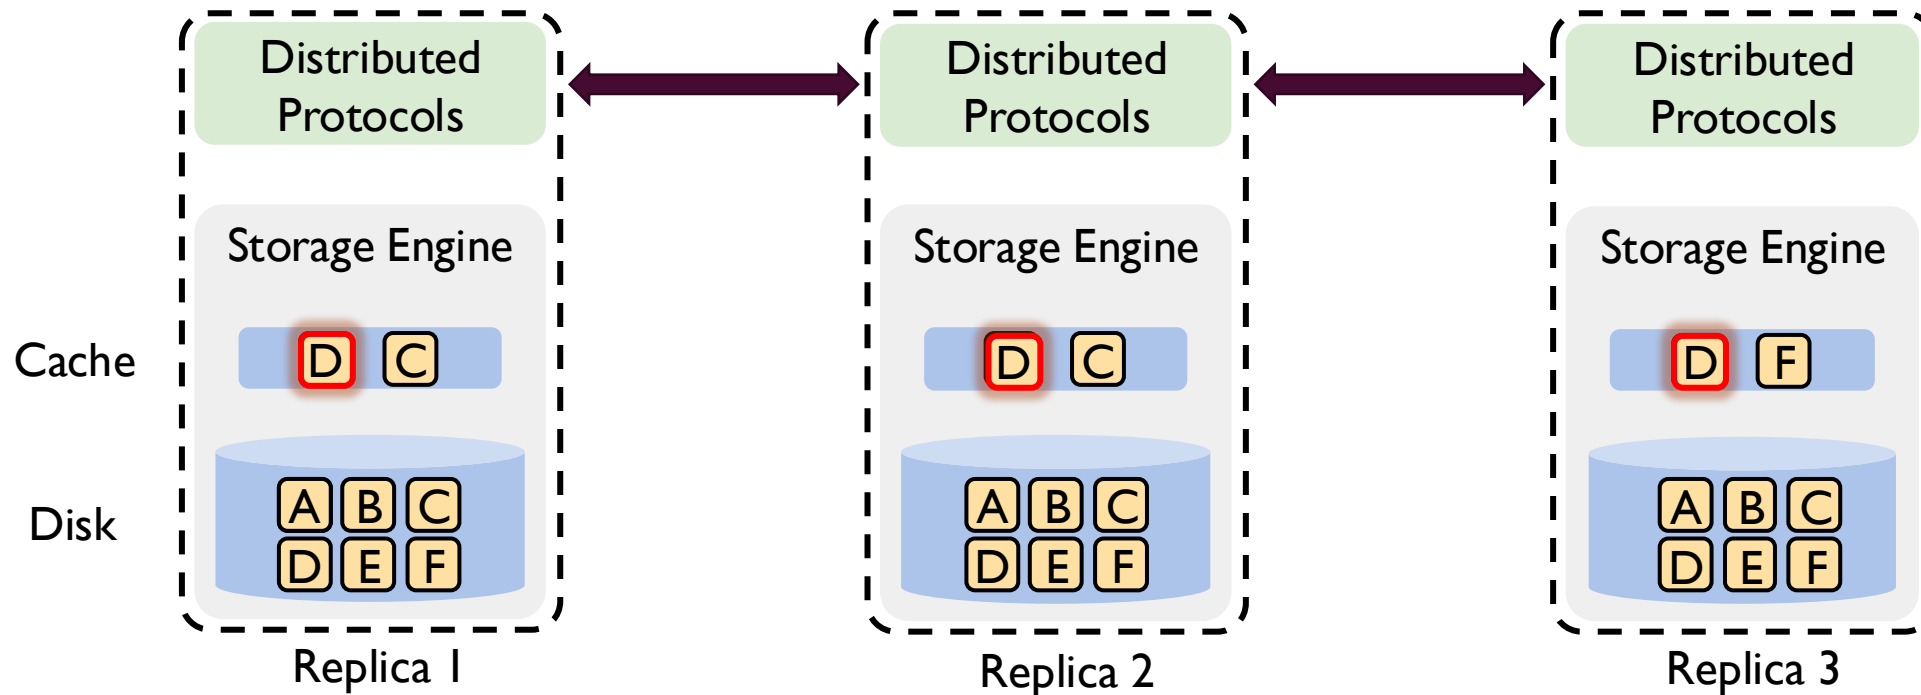 Distributed
Protocols
Distributed
Protocols
Distributed
Protocols
Storage Engine
Storage Engine
Storage Engine
Cache
D C
D C
D F
Disk
A B C
D E F
A B C
D E F
A B C
D E F
Replica 1
Replica 2
Replica 3